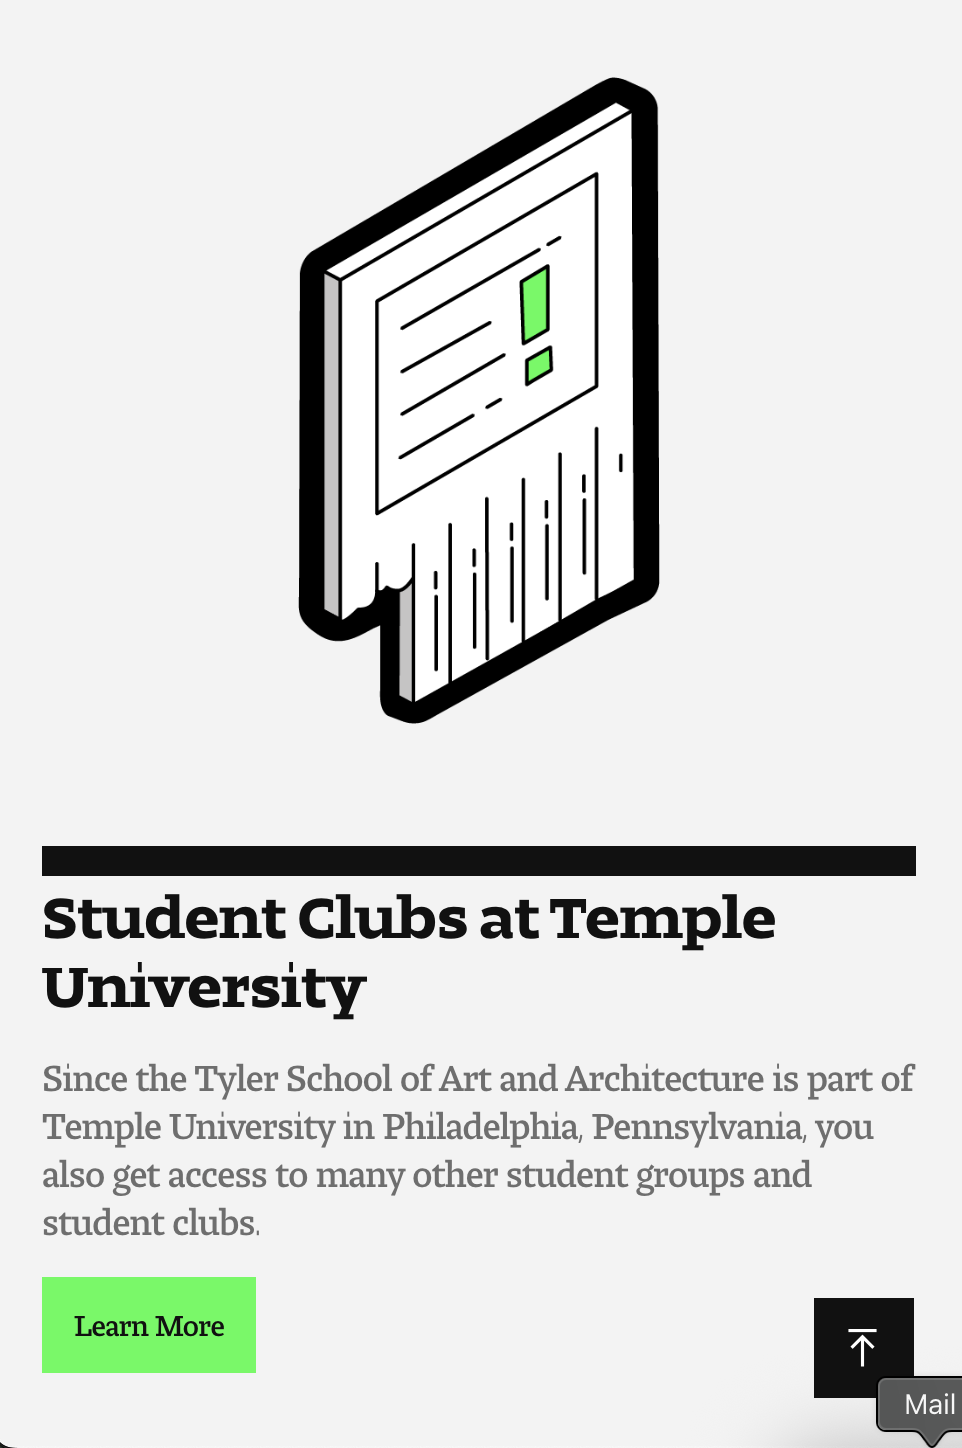 Student Clubs at Temple
University
Since the Tyler School of Art and Architecture is part of
Temple University in Philadelphia, Pennsylvania, you
also get access to many other student groups and
student clubs.
Learn More
Mail